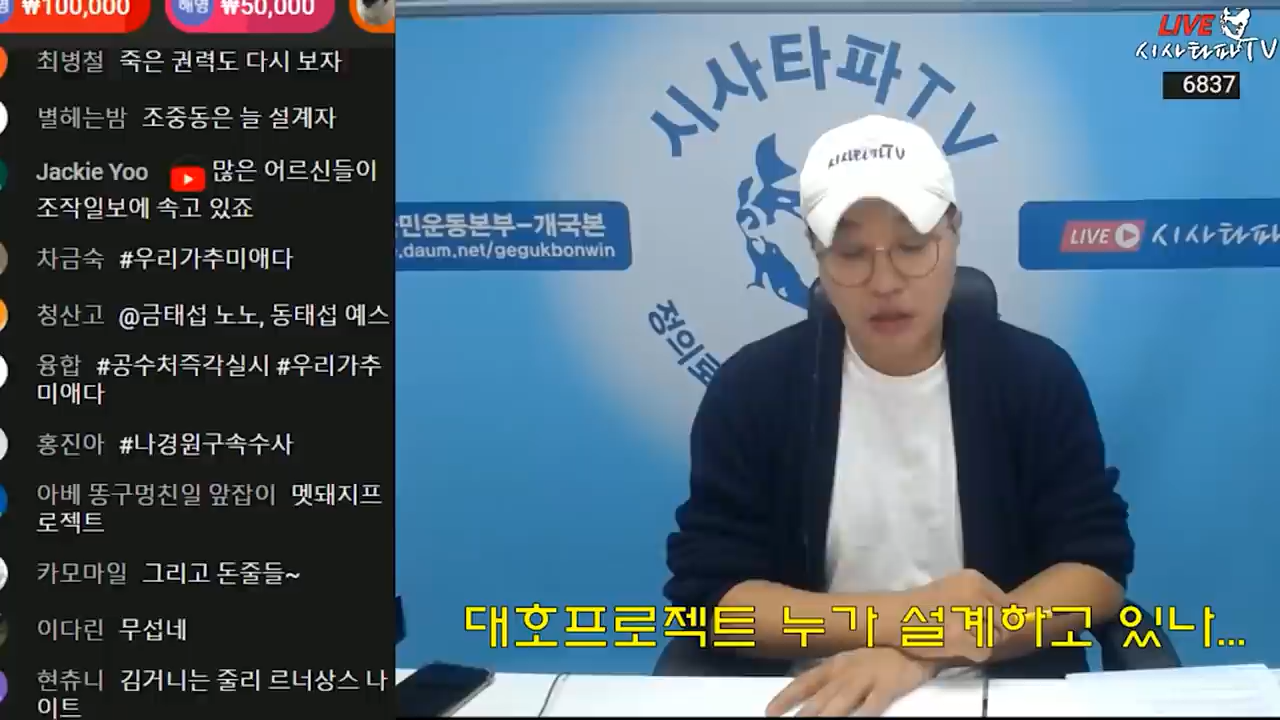 ₩100,000
해영 ₩50,000
최병철 죽은 권력도 다시 보자
별헤는밤 조중동은 늘 설계자
Jackie Yoo 많은 어르신들이
조작일보에 속고 있죠
차금숙 #우리가추미애다
청산고 @금태섭 노노, 동태섭 예스
융합 #공수처즉각실시 #우리가추
미애다
홍진아 #나경원구속수사
아베 똥구멍친일 앞잡이 멧돼지프
로젝트
카모마일 그리고 돈줄들~
이다린 무섭네
현츄니 김거니는 줄리 르너상스 나
이트
시사타파TV
정의로
민운동본부-개국본
.daum.net/gegukbonwin
시사타파TV
LIVE 시사타파
LIVE
시사타파TV
6837
대호프로젝트 누가 설계하고 있나...